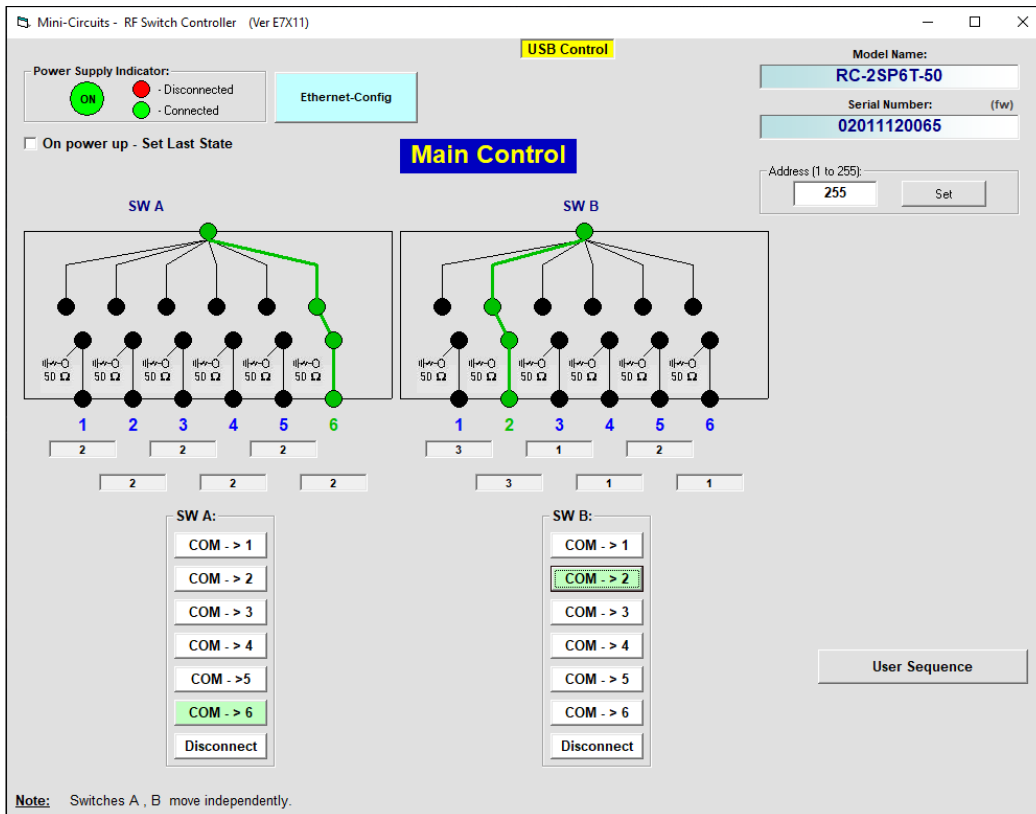 Mini-Circuits - RF Switch Controller (Ver E7X11)
USB Control
Power Supply Indicator:
ON
- Disconnected
- Connected
Ethernet-Config
Model Name:
RC-2SP6T-50
Serial Number: (fw)
02011120065
On power up - Set Last State
Main Control
Address (1 to 255):
255 Set
SW A SW B
50 Ω 50 Ω 50 Ω 50 Ω 50 Ω 50 Ω 50 Ω 50 Ω 50 Ω 50 Ω 50 Ω 50 Ω
1 2 3 4 5 6 1 2 3 4 5 6
2 2 2 3 1 2
2 2 2 3 1 1
SW A:
COM - > 1
COM - > 2
COM - > 3
COM - > 4
COM - >5
COM - > 6
Disconnect
SW B:
COM - > 1
COM - > 2
COM - > 3
COM - > 4
COM - > 5
COM - > 6
Disconnect
User Sequence
Note: Switches A , B move independently.